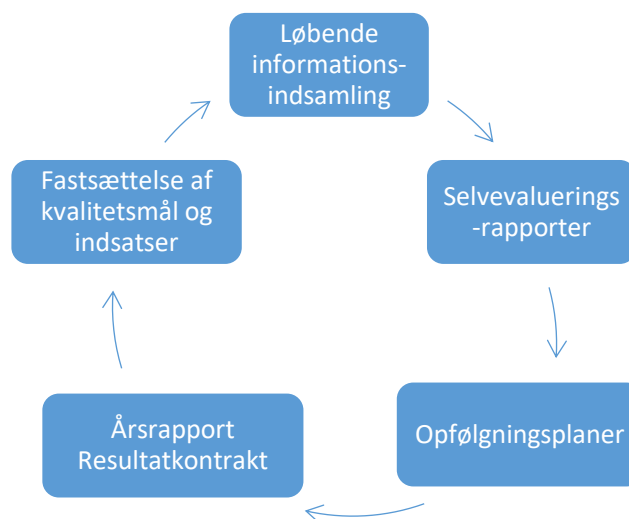 Løbende
informations-
indsamling
Selvevaluerings
-rapporter
Opfølgningsplaner
Årsrapport
Resultatkontrakt
Fastsættelse af
kvalitetsmål og
indsatser